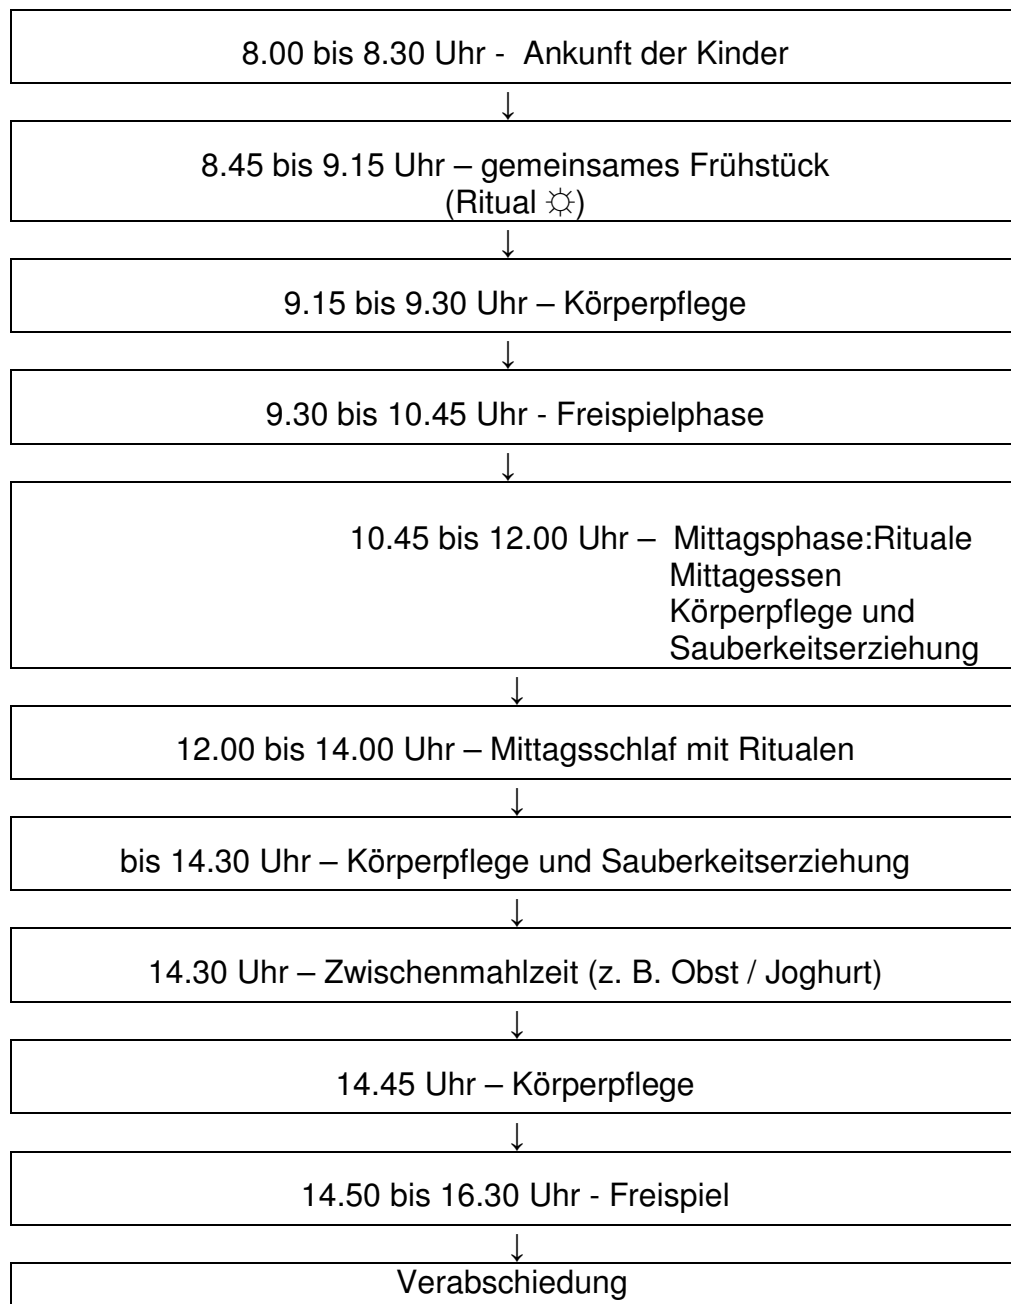 8.00 bis 8.30 Uhr - Ankunft der Kinder
↓
8.45 bis 9.15 Uhr – gemeinsames Frühstück
(Ritual ☼)
↓
9.15 bis 9.30 Uhr – Körperpflege
↓
9.30 bis 10.45 Uhr - Freispielphase
↓
10.45 bis 12.00 Uhr – Mittagsphase:Rituale
Mittagessen
Körperpflege und
Sauberkeitserziehung
↓
12.00 bis 14.00 Uhr – Mittagsschlaf mit Ritualen
↓
bis 14.30 Uhr – Körperpflege und Sauberkeitserziehung
↓
14.30 Uhr – Zwischenmahlzeit (z. B. Obst / Joghurt)
↓
14.45 Uhr – Körperpflege
↓
14.50 bis 16.30 Uhr - Freispiel
↓
Verabschiedung